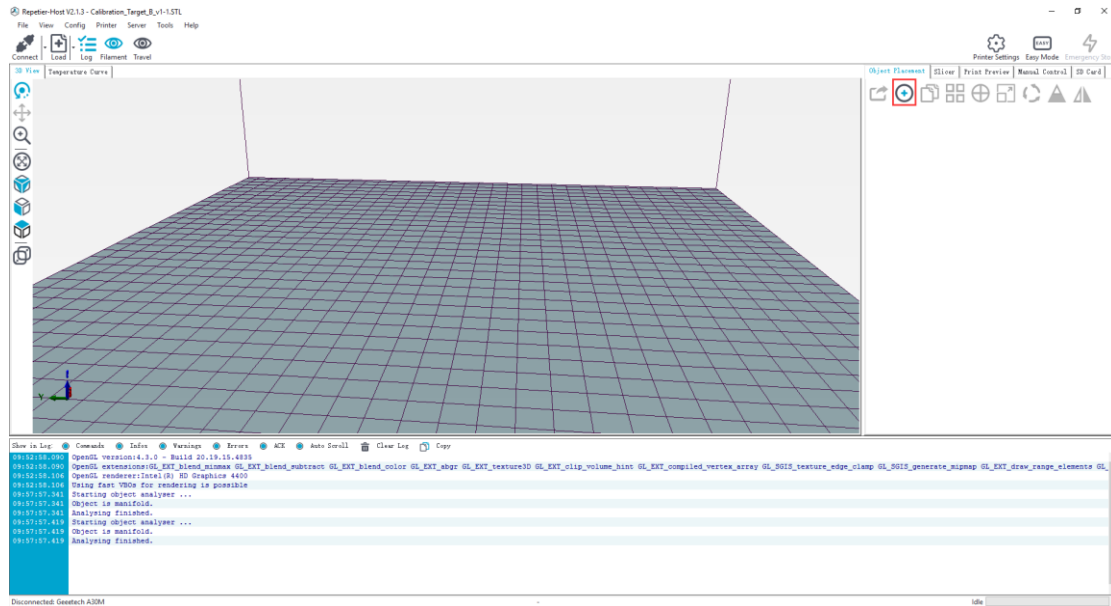 Repetier-Host V2.1.3 - Calibration_Target_B_v1-1.STL
File View Config Printer Server Tools Help
Connect Load Log Filament Travel
Printer Settings Easy Mode Emergency Sto
EASY
3D View Temperature Curve
Object Placement Slicer Print Preview Manual Control SD Card
Y
Show in Log: Commands Infos Warnings Errors ACK Auto Scroll Clear Log Copy
09:52:58.090 OpenGL version:4.3.0 - Build 20.19.15.4835
09:52:58.090 OpenGL extensions:GL_EXT_blend_minmax GL_EXT_blend_subtract GL_EXT_blend_color GL_EXT_abgr GL_EXT_texture3D GL_EXT_clip_volume_hint GL_EXT_compiled_vertex_array GL_SGIS_texture_edge_clamp GL_SGIS_generate_mipmap GL_EXT_draw_range_elements GL_
09:52:58.106 OpenGL renderer:Intel(R) HD Graphics 4400
09:52:58.106 Using fast VBOs for rendering is possible
09:57:57.341 Starting object analyser ...
09:57:57.341 Object is manifold.
09:57:57.341 Analysing finished.
09:57:57.419 Starting object analyser ...
09:57:57.419 Object is manifold.
09:57:57.419 Analysing finished.
Disconnected: Geeetech A30M - Idle